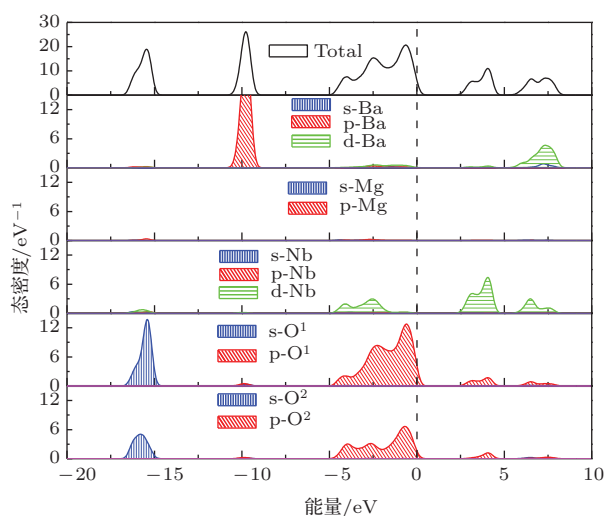 30
20
10
0
Total
12
6
0
s-Ba
p-Ba
d-Ba
12
6
0
s-Mg
p-Mg
12
6
0
s-Nb
p-Nb
d-Nb
12
6
0
s-O¹
p-O¹
12
6
0
s-O²
p-O²
态密度/eV⁻¹
−20 −15 −10 −5 0 5 10
能量/eV